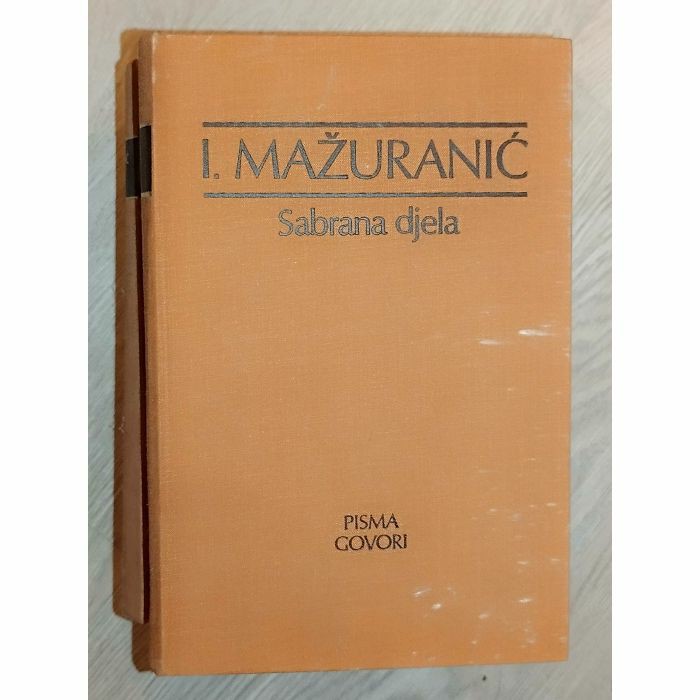 I. MAŽURANIĆ
Sabrana djela
PISMA
GOVORI